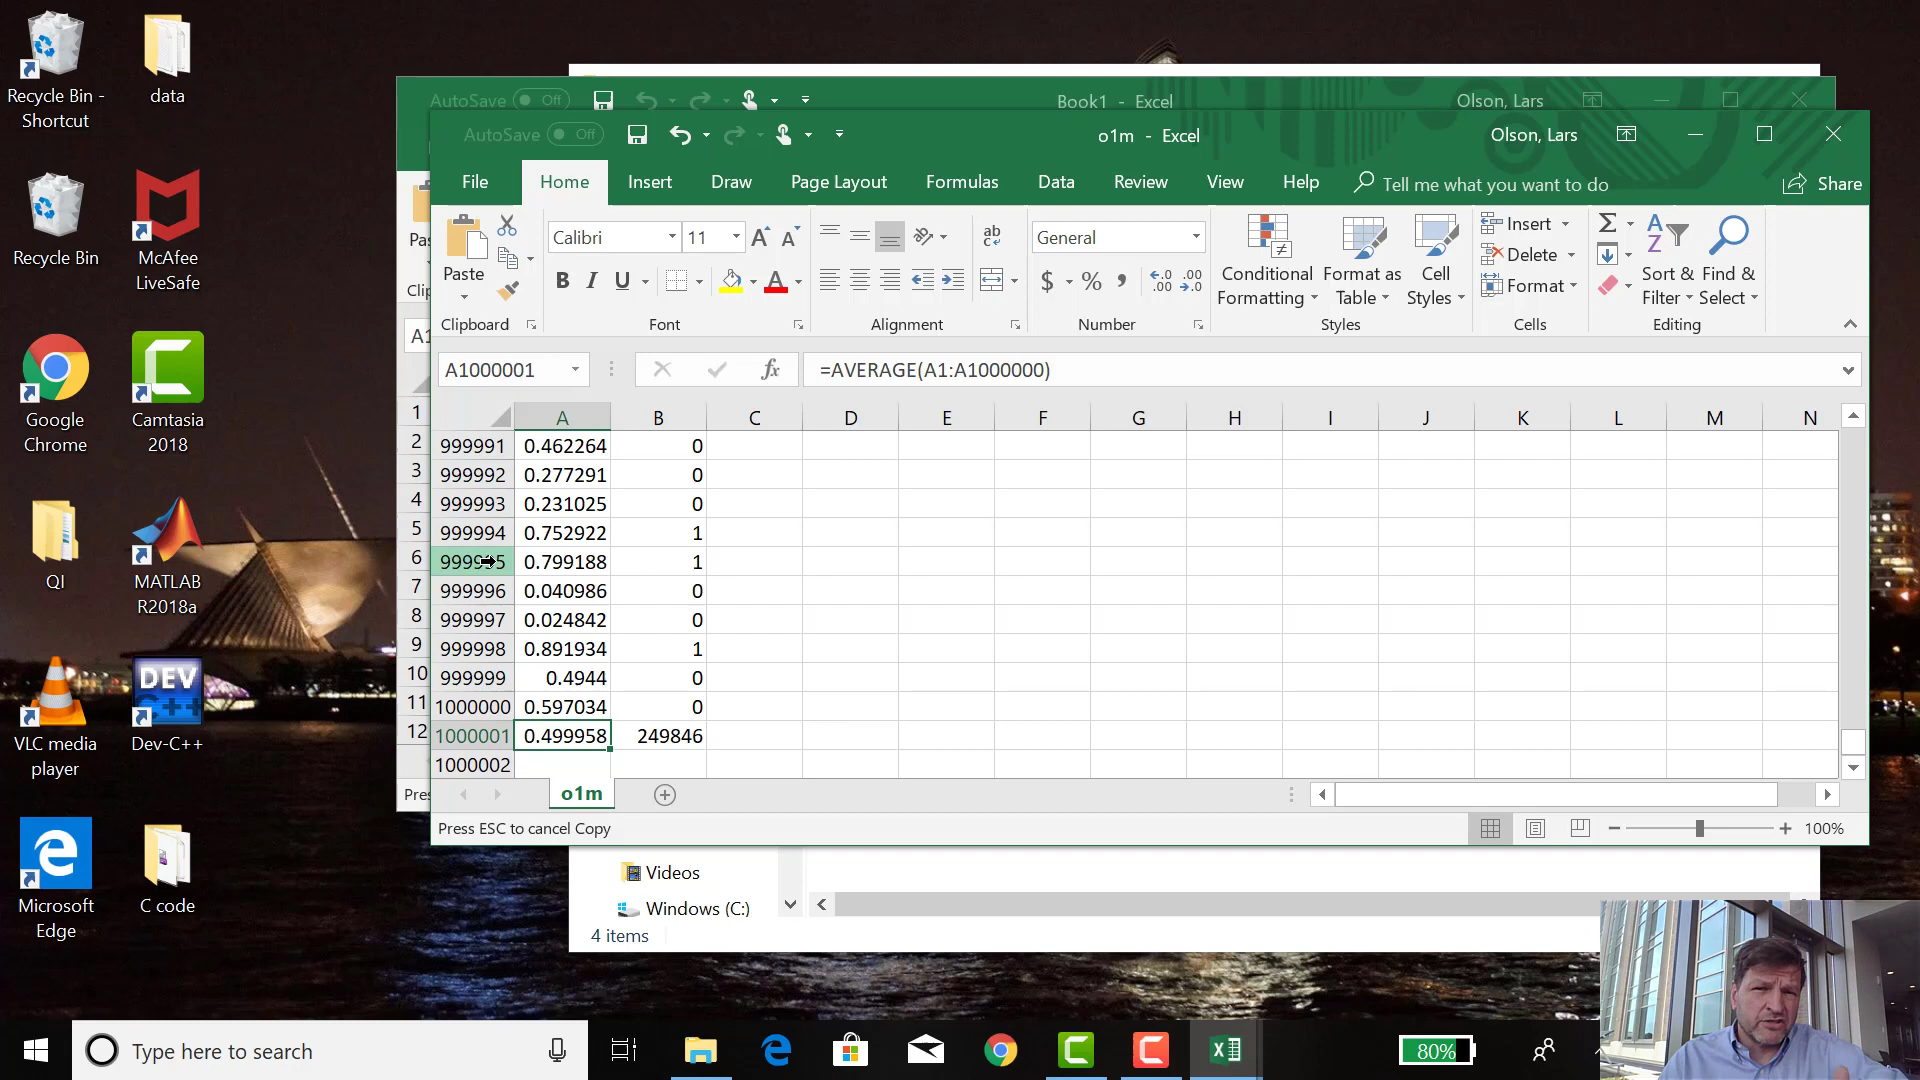 Recycle Bin -
Shortcut
data
Recycle Bin
McAfee
LiveSafe
Google
Chrome
Camtasia
2018
QI
MATLAB
R2018a
VLC media
player
DEV
C++
Dev-C++
Microsoft
Edge
C code
AutoSave Off
Book1 - Excel
Olson, Lars
AutoSave Off
o1m - Excel
Olson, Lars
File
Home
Insert
Draw
Page Layout
Formulas
Data
Review
View
Help
Tell me what you want to do
Share
Paste
Clipboard
Calibri
11
B I U
Font
Alignment
General
$ %
Number
Conditional
Formatting
Format as
Table
Cell
Styles
Styles
Insert
Delete
Format
Cells
Sort &
Filter
Find &
Select
Editing
A1000001
fx
=AVERAGE(A1:A1000000)
A B C D E F G H I J K L M N
999991 0.462264 0
999992 0.277291 0
999993 0.231025 0
999994 0.752922 1
999995 0.799188 1
999996 0.040986 0
999997 0.024842 0
999998 0.891934 1
999999 0.4944 0
1000000 0.597034 0
1000001 0.499958 249846
1000002
1
2
3
4
5
6
7
8
9
10
11
12
o1m
Press ESC to cancel Copy
100%
Videos
Windows (C:)
4 items
Type here to search
80%